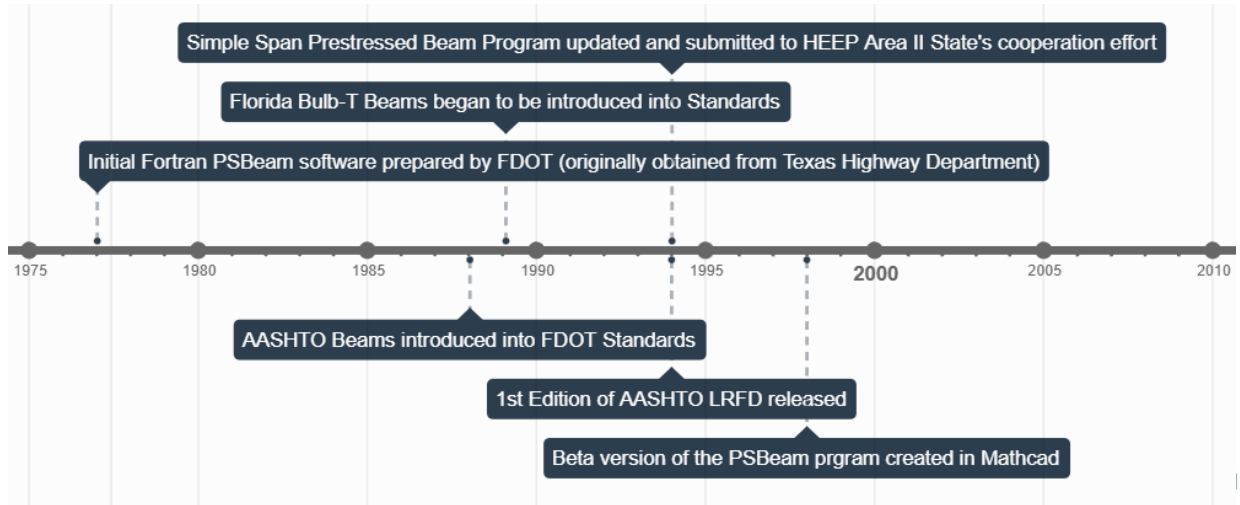 Simple Span Prestressed Beam Program updated and submitted to HEEP Area II State's cooperation effort
Florida Bulb-T Beams began to be introduced into Standards
Initial Fortran PSBeam software prepared by FDOT (originally obtained from Texas Highway Department)
1975 1980 1985 1990 1995 2000 2005 2010
AASHTO Beams introduced into FDOT Standards
1st Edition of AASHTO LRFD released
Beta version of the PSBeam prgram created in Mathcad